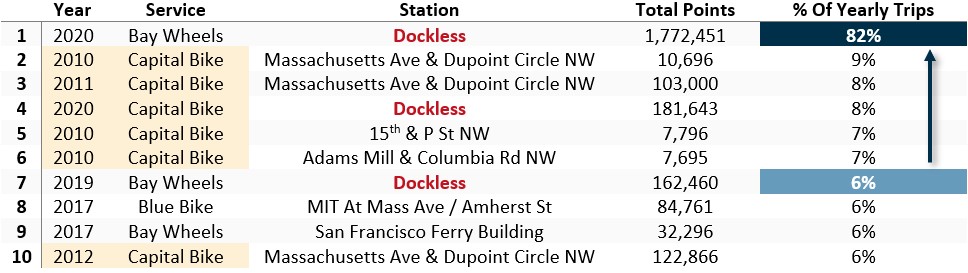 Year Service Station Total Points % Of Yearly Trips
1 2020 Bay Wheels Dockless 1,772,451 82%
2 2010 Capital Bike Massachusetts Ave & Dupoint Circle NW 10,696 9%
3 2011 Capital Bike Massachusetts Ave & Dupoint Circle NW 103,000 8%
4 2020 Capital Bike Dockless 181,643 8%
5 2010 Capital Bike 15th & P St NW 7,796 7%
6 2010 Capital Bike Adams Mill & Columbia Rd NW 7,695 7%
7 2019 Bay Wheels Dockless 162,460 6%
8 2017 Blue Bike MIT At Mass Ave / Amherst St 84,761 6%
9 2017 Bay Wheels San Francisco Ferry Building 32,296 6%
10 2012 Capital Bike Massachusetts Ave & Dupoint Circle NW 122,866 6%